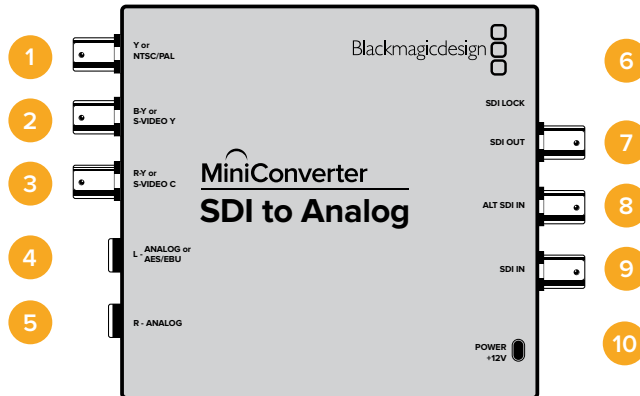 1
Y or
NTSC/PAL
2
B-Y or
S-VIDEO Y
3
R-Y or
S-VIDEO C
4
L - ANALOG or
AES/EBU
5
R - ANALOG
Blackmagicdesign
MiniConverter
SDI to Analog
6
SDI LOCK
7
SDI OUT
8
ALT SDI IN
9
SDI IN
10
POWER
+12V